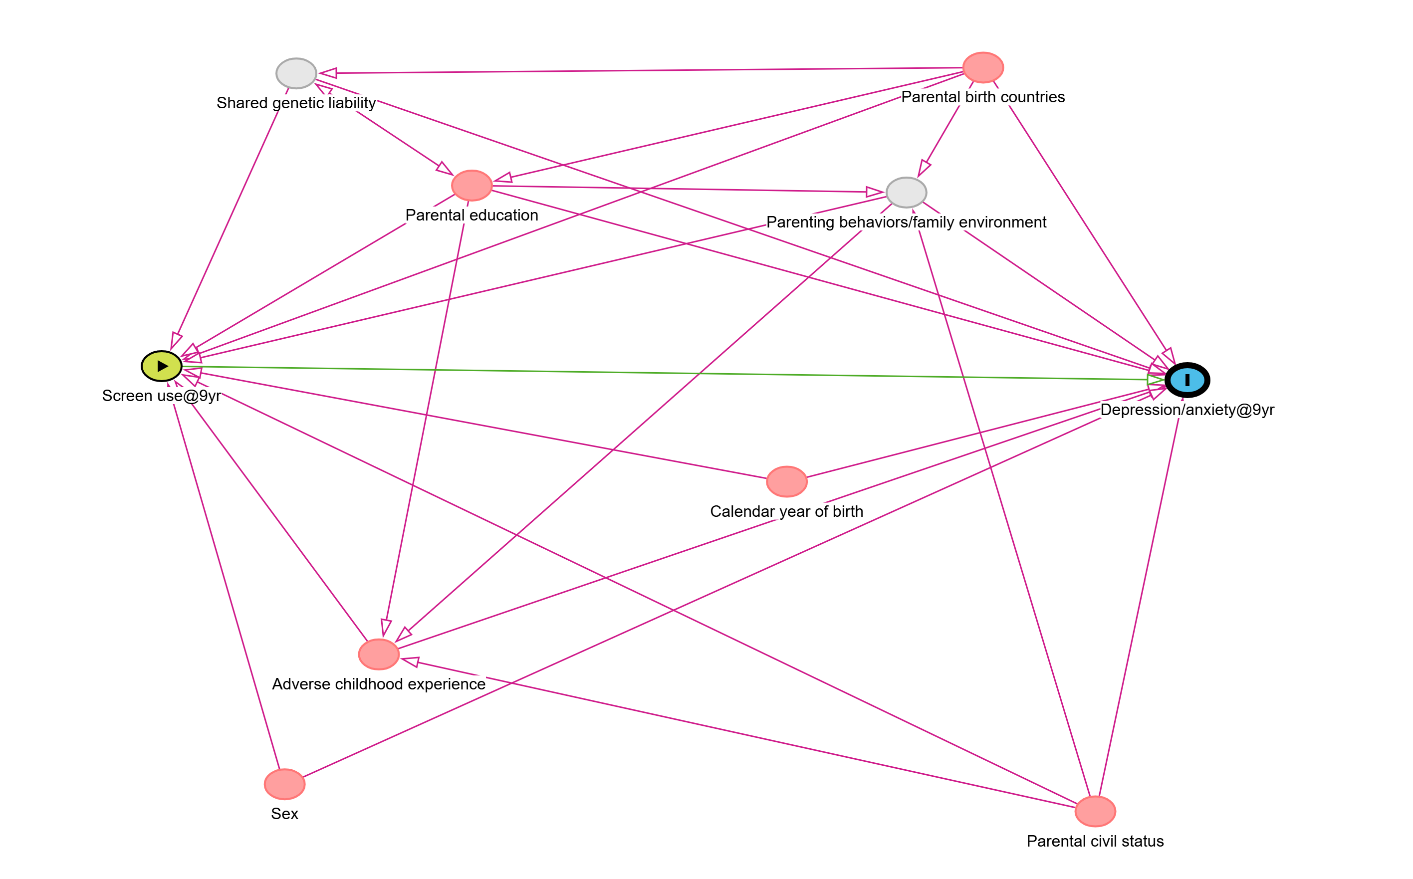 Shared genetic liability
Parental birth countries
Parental education
Parenting behaviors/family environment
Screen use@9yr
Depression/anxiety@9yr
Calendar year of birth
Adverse childhood experience
Sex
Parental civil status